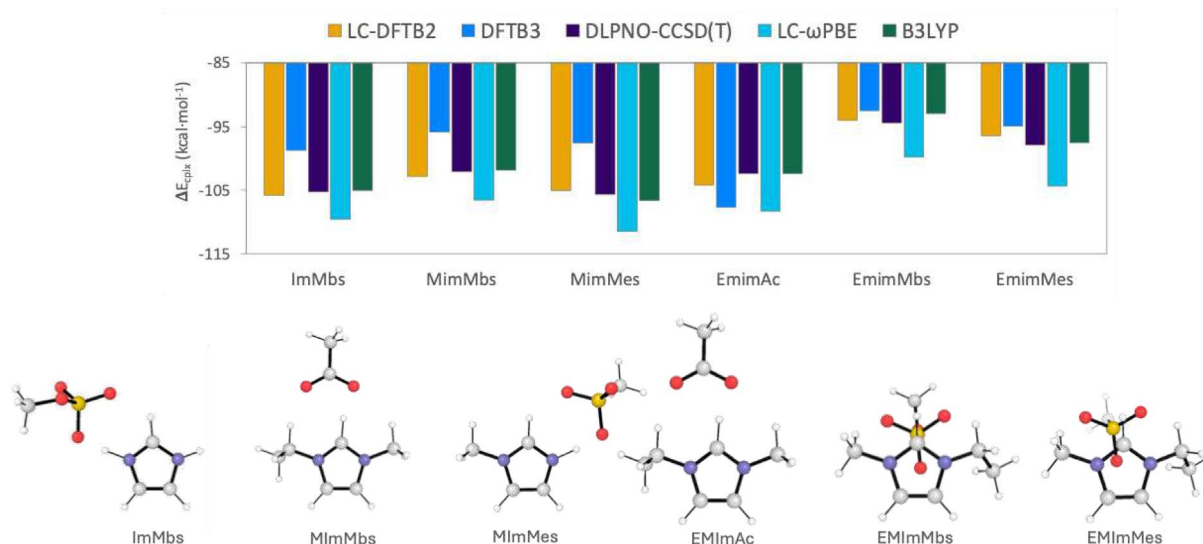 LC-DFTB2 DFTB3 DLPNO-CCSD(T) LC-ωPBE B3LYP
-85
-95
-105
-115
ΔE_cplx (kcal·mol⁻¹)
ImMbs MimMbs MimMes EmimAc EmimMbs EmimMes
ImMbs MImMbs MImMes EMImAc EMImMbs EMImMes